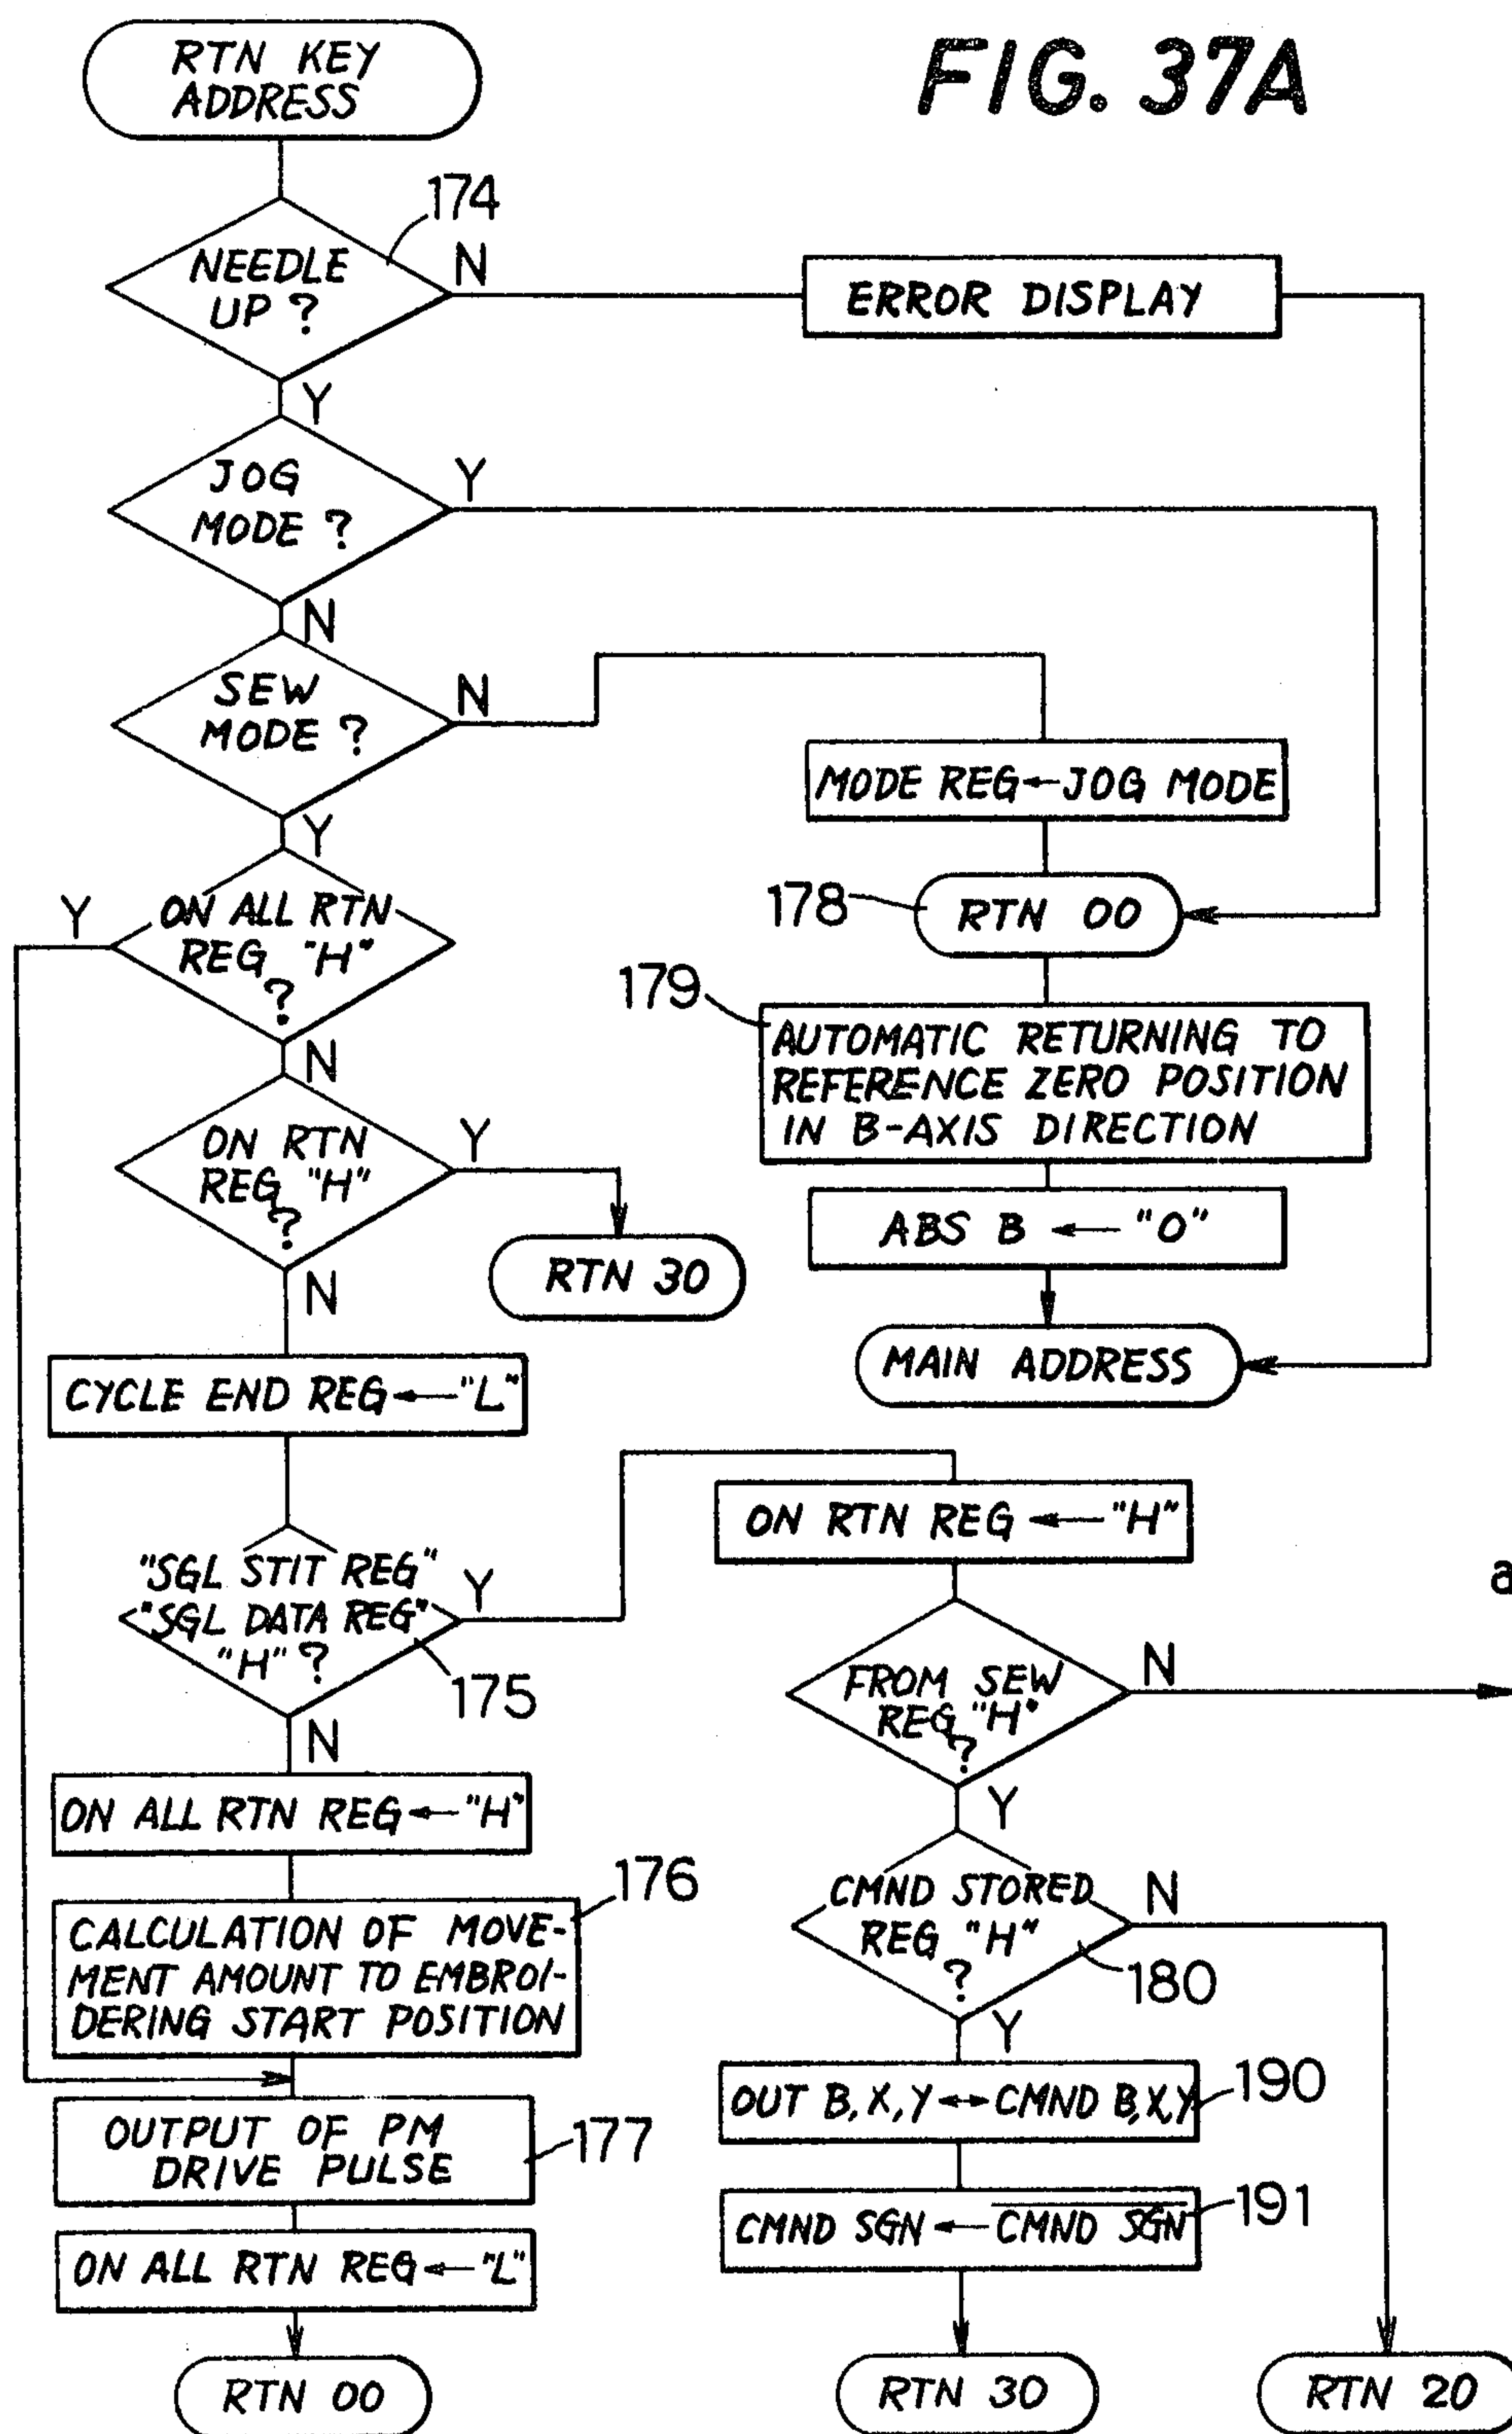 FIG. 37A
RTN KEY
ADDRESS
174
NEEDLE
UP ?
N
ERROR DISPLAY
Y
JOG
MODE ?
Y
N
SEW
MODE ?
N
MODE REG←JOG MODE
Y
178
RTN 00
Y
ON ALL RTN
REG "H"
?
179
AUTOMATIC RETURNING TO
REFERENCE ZERO POSITION
IN B-AXIS DIRECTION
N
ON RTN
REG "H"
?
Y
ABS B ← "0"
RTN 30
N
MAIN ADDRESS
CYCLE END REG←"L"
ON RTN REG ← "H"
"SGL STIT REG"
"SGL DATA REG"
"H" ?
Y
175
a
FROM SEW
REG "H"
?
N
N
Y
ON ALL RTN REG←"H"
176
CMND STORED
REG "H"
?
N
180
CALCULATION OF MOVE-
MENT AMOUNT TO EMBROI-
DERING START POSITION
Y
OUT B,X,Y↔CMND B,X,Y
190
OUTPUT OF PM
DRIVE PULSE
177
CMND SGN←C̅M̅N̅D̅ S̅G̅N̅
191
ON ALL RTN REG←"L"
RTN 00
RTN 30
RTN 20